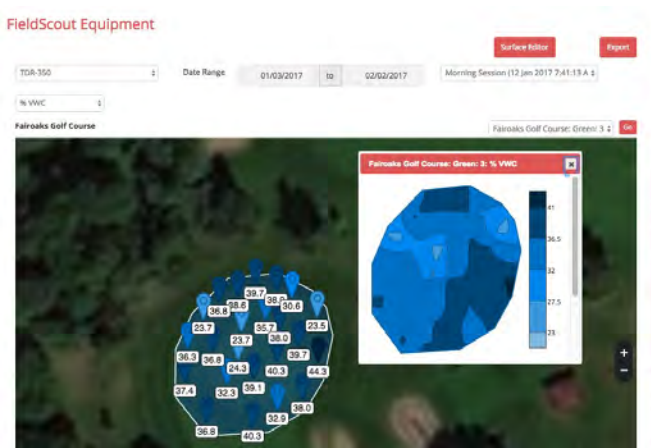 FieldScout Equipment
Surface Editor Export
TDR-350 Date Range 01/03/2017 to 02/02/2017 Morning Session (12 Jan 2017 7:41:13 A
% VWC
Fairoaks Golf Course Fairoaks Golf Course: Green: 3 Go
Fairoaks Golf Course: Green: 3: % VWC
41
36.5
32
27.5
23
39.7
36.8 38.6 38.0 30.6
23.7 35.7 23.5
23.7 38.0
36.3 36.8 39.7
24.3 40.3 44.3
37.4 32.3 39.1
32.9 38.0
36.8 40.3
+
−